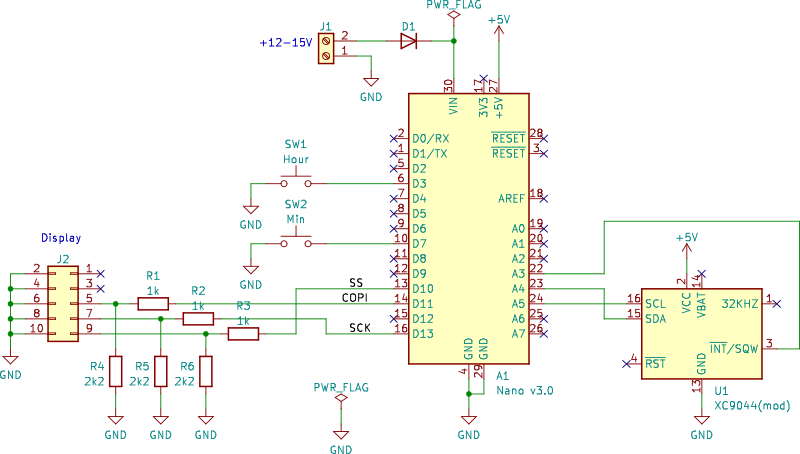 PWR_FLAG
+5V
J1
D1
+12-15V
2
1
GND
30
17
27
VIN
3V3
+5V
2
D0/RX
1
D1/TX
5
D2
6
D3
7
D4
8
D5
9
D6
10
D7
11
D8
12
D9
13
D10
14
D11
15
D12
16
D13
RESET
28
RESET
3
AREF
18
A0
19
A1
20
A2
21
A3
22
A4
23
A5
24
A6
25
A7
26
GND
GND
4
29
A1
Nano v3.0
GND
SW1
Hour
GND
SW2
Min
GND
Display
J2
2
1
4
3
6
5
8
7
10
9
GND
R1
1k
R2
1k
R3
1k
SS
COPI
SCK
R4
2k2
R5
2k2
R6
2k2
GND
GND
GND
PWR_FLAG
GND
+5V
2
14
VCC
VBAT
16
SCL
15
SDA
4
RST
32KHZ
1
INT/SQW
3
GND
13
U1
XC9044(mod)
GND